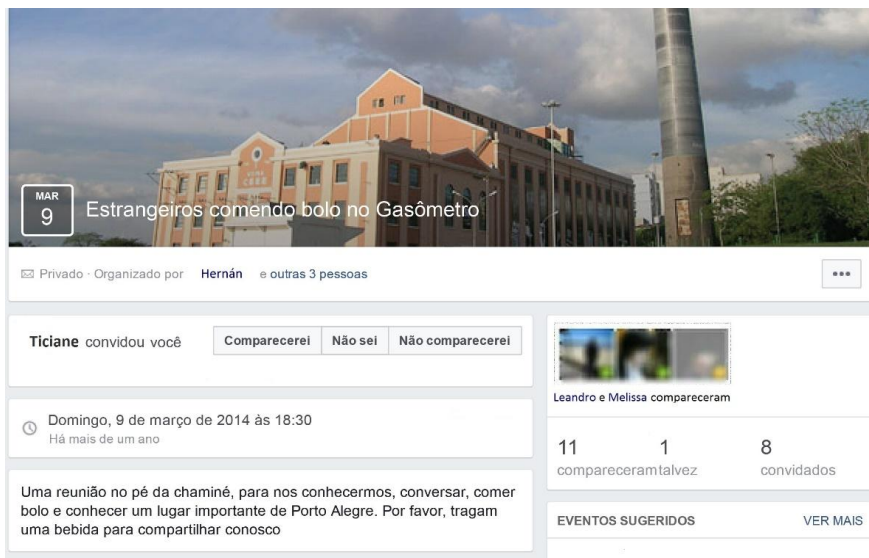 MAR
9
Estrangeiros comendo bolo no Gasômetro
Privado · Organizado por Hernán e outras 3 pessoas
Ticiane convidou você
Comparecerei
Não sei
Não comparecerei
Domingo, 9 de março de 2014 às 18:30
Há mais de um ano
Uma reunião no pé da chaminé, para nos conhecermos, conversar, comer
bolo e conhecer um lugar importante de Porto Alegre. Por favor, tragam
uma bebida para compartilhar conosco
Leandro e Melissa compareceram
11
compareceram
1
talvez
8
convidados
EVENTOS SUGERIDOS
VER MAIS